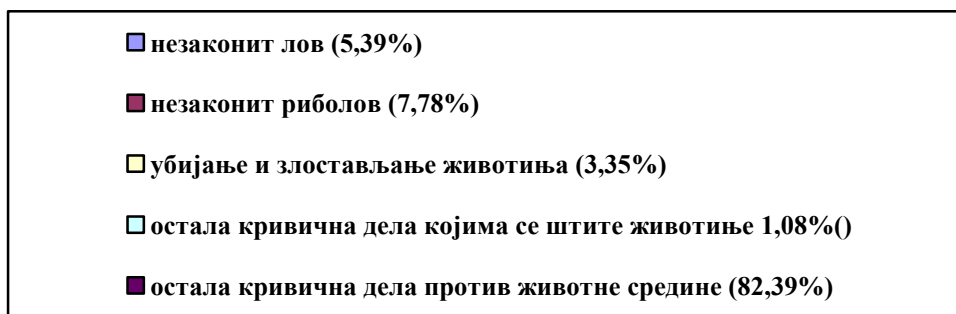 незаконит лов (5,39%)
незаконит риболов (7,78%)
убијање и злостављање животиња (3,35%)
остала кривична дела којима се штите животиње 1,08%()
остала кривична дела против животне средине (82,39%)